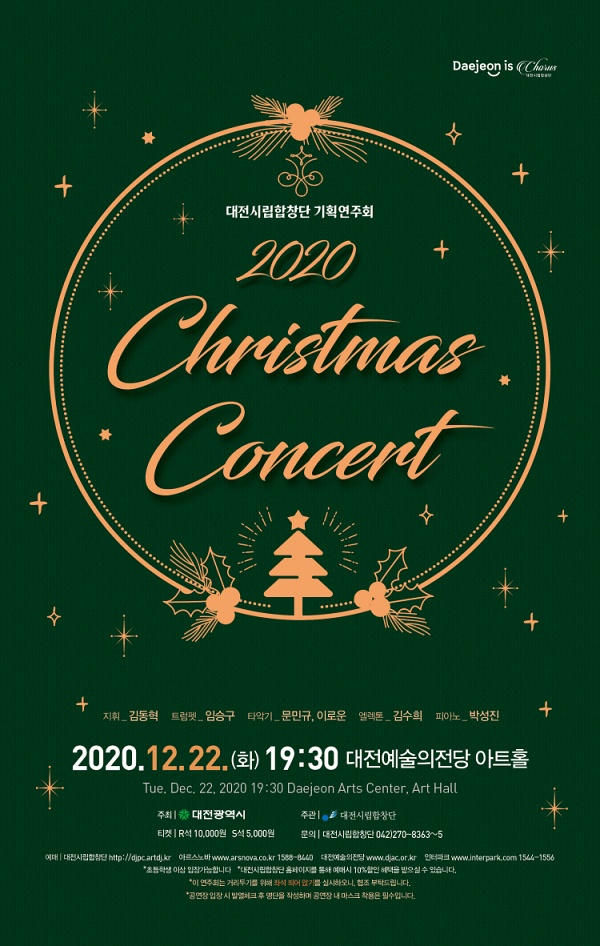 Daejeon is Chorus
대전시립합창단
대전시립합창단 기획연주회
2020
Christmas
Concert
지휘_김동혁 트럼펫_임승구 타악기_문민규, 이로운 엘렉톤_김수희 피아노_박성진
2020.12.22.(화) 19:30 대전예술의전당 아트홀
Tue. Dec. 22, 2020 19:30 Daejeon Arts Center, Art Hall
주최 | 대전광역시 주관 | 대전시립합창단
티켓 | R석 10,000원 S석 5,000원 문의 | 대전시립합창단 042)270-8363~5
예매 | 대전시립합창단 http://djpc.artdj.kr 아르스노바 www.arsnova.co.kr 1588-8440 대전예술의전당 www.djac.or.kr 인터파크 www.interpark.com 1544-1556
*초등학생 이상 입장가능합니다 *대전시립합창단 홈페이지를 통해 예매시 10%할인 혜택을 받으실 수 있습니다.
*이 연주회는 거리두기를 위해 좌석 띄어 앉기를 실시하오니, 협조 부탁드립니다.
*공연장 입장 시 발열체크 후 명단을 작성하며 공연장 내 마스크 착용은 필수입니다.